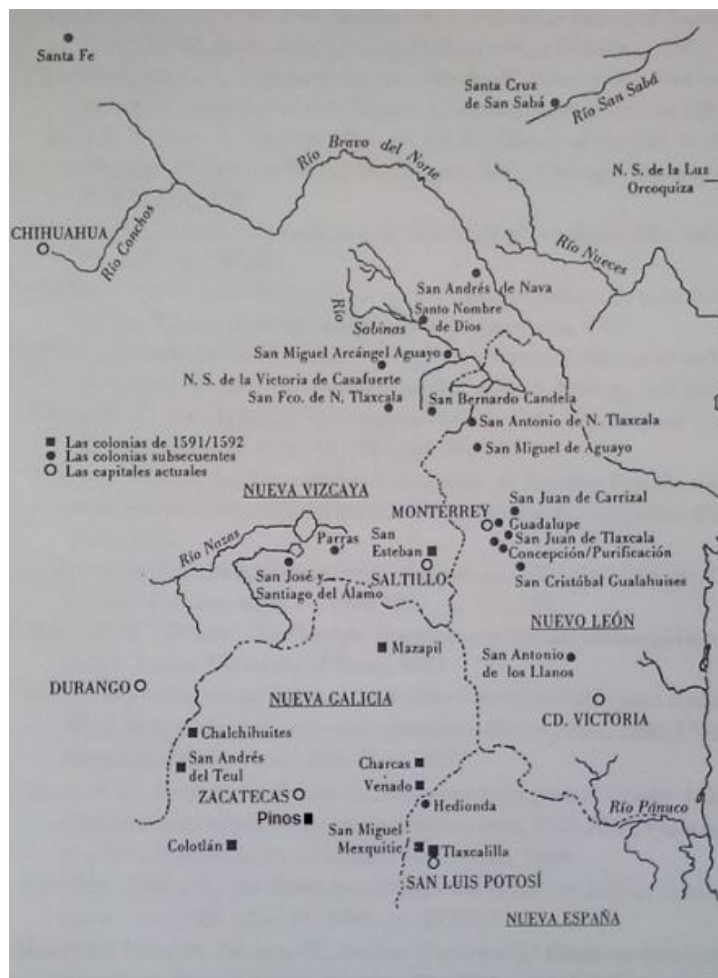 Santa Fe
Santa Cruz
de San Sabá
Río San Sabá
Río Bravo del Norte
N. S. de la Luz
Orcoquiza
CHIHUAHUA
Río Conchos
Río Nueces
San Andrés de Nava
Río
Sabinas
Santo Nombre
de Dios
San Miguel Arcángel Aguayo
N. S. de la Victoria de Casafuerte
San Fco. de N. Tlaxcala
San Bernardo Candela
San Antonio de N. Tlaxcala
San Miguel de Aguayo
Las colonias de 1591/1592
Las colonias subsecuentes
Las capitales actuales
NUEVA VIZCAYA
San Juan de Carrizal
MONTERREY
Guadalupe
San Juan de Tlaxcala
Concepción/Purificación
San Cristóbal Gualahuises
Río Nazas
Parras
San
Esteban
SALTILLO
San José y
Santiago del Álamo
NUEVO LEÓN
Mazapil
San Antonio
de los Llanos
DURANGO
NUEVA GALICIA
CD. VICTORIA
Chalchihuites
San Andrés
del Teul
Charcas
Venado
ZACATECAS
Hedionda
Río Pánuco
Pinos
Colotlán
San Miguel
Mexquitic
Tlaxcalilla
SAN LUIS POTOSÍ
NUEVA ESPAÑA